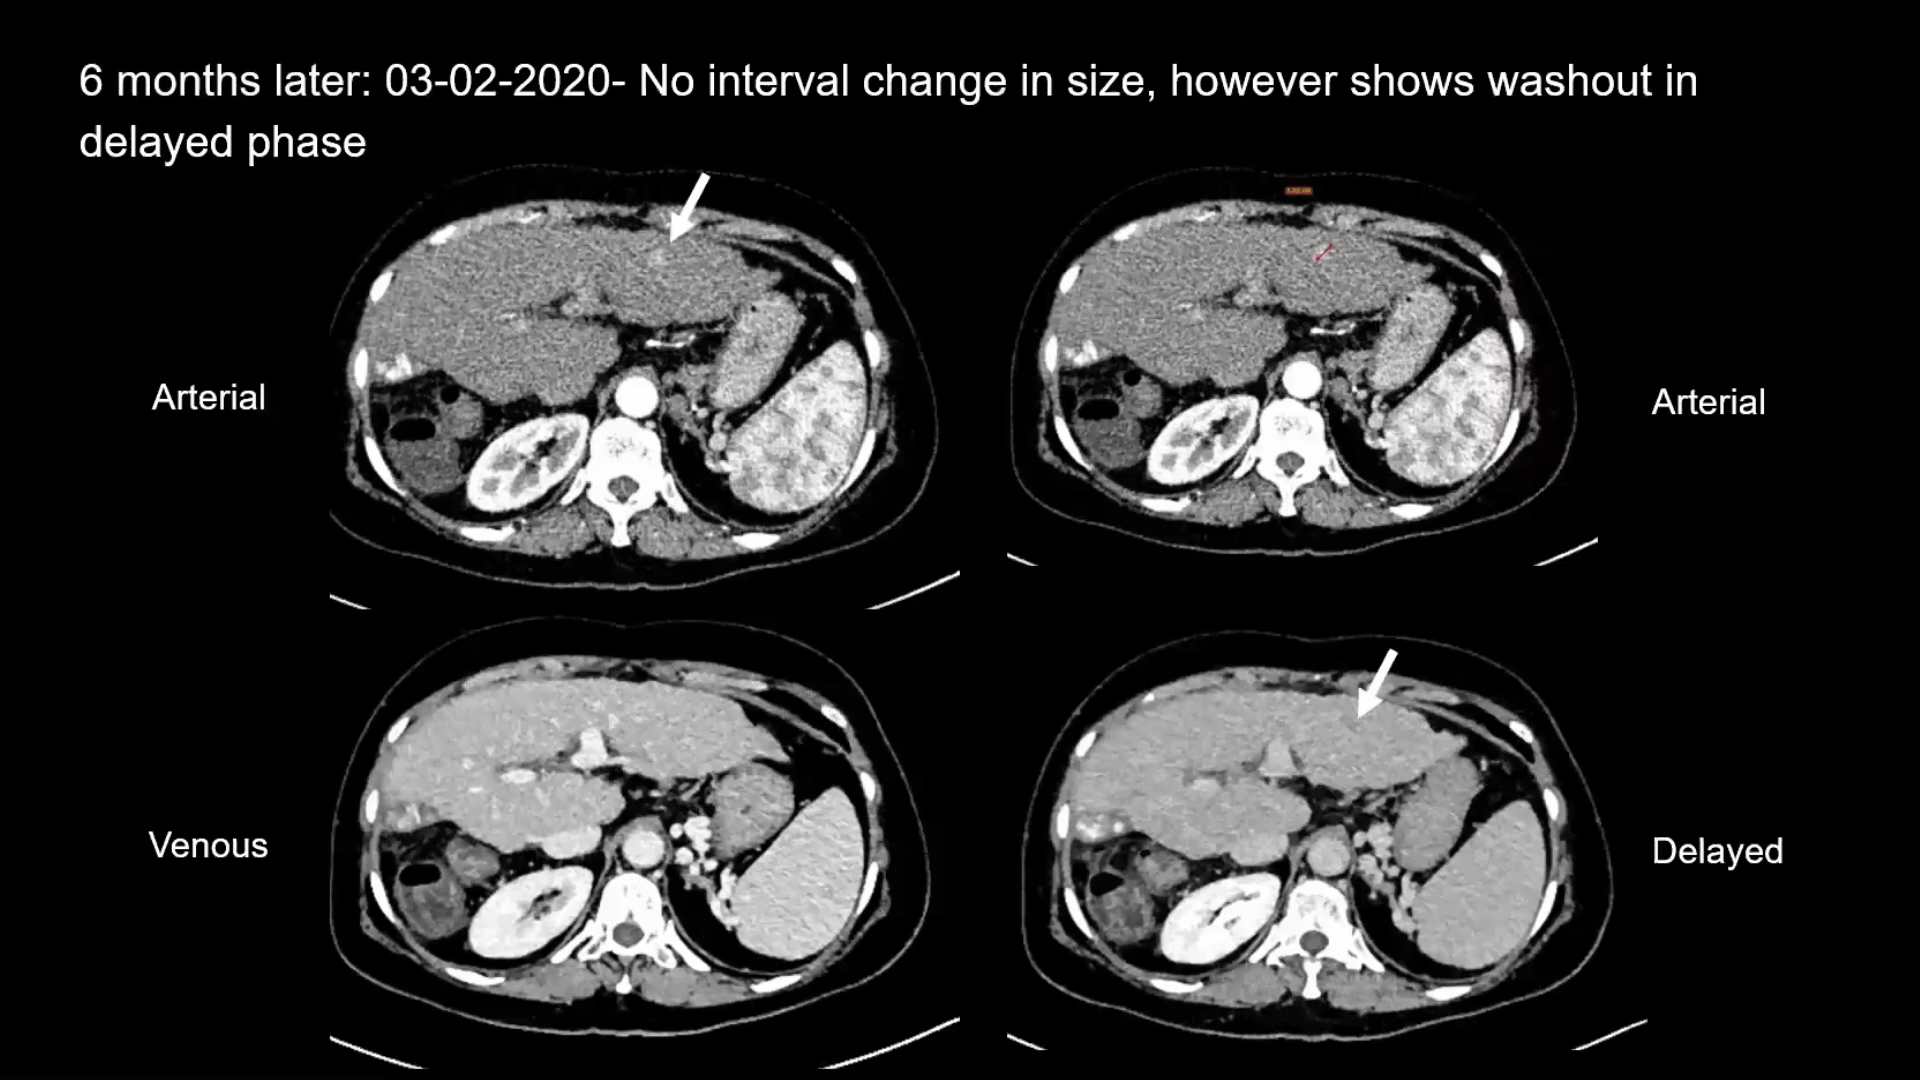 6 months later: 03-02-2020- No interval change in size, however shows washout in
delayed phase
Arterial
Arterial
Venous
Delayed